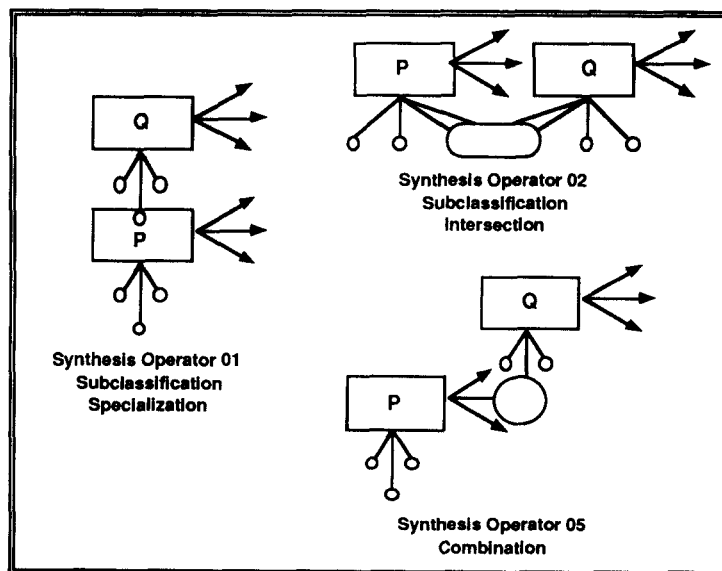 Q
P
Synthesis Operator 01
Subclassification
Specialization
P
Q
Synthesis Operator 02
Subclassification
Intersection
Q
P
Synthesis Operator 05
Combination